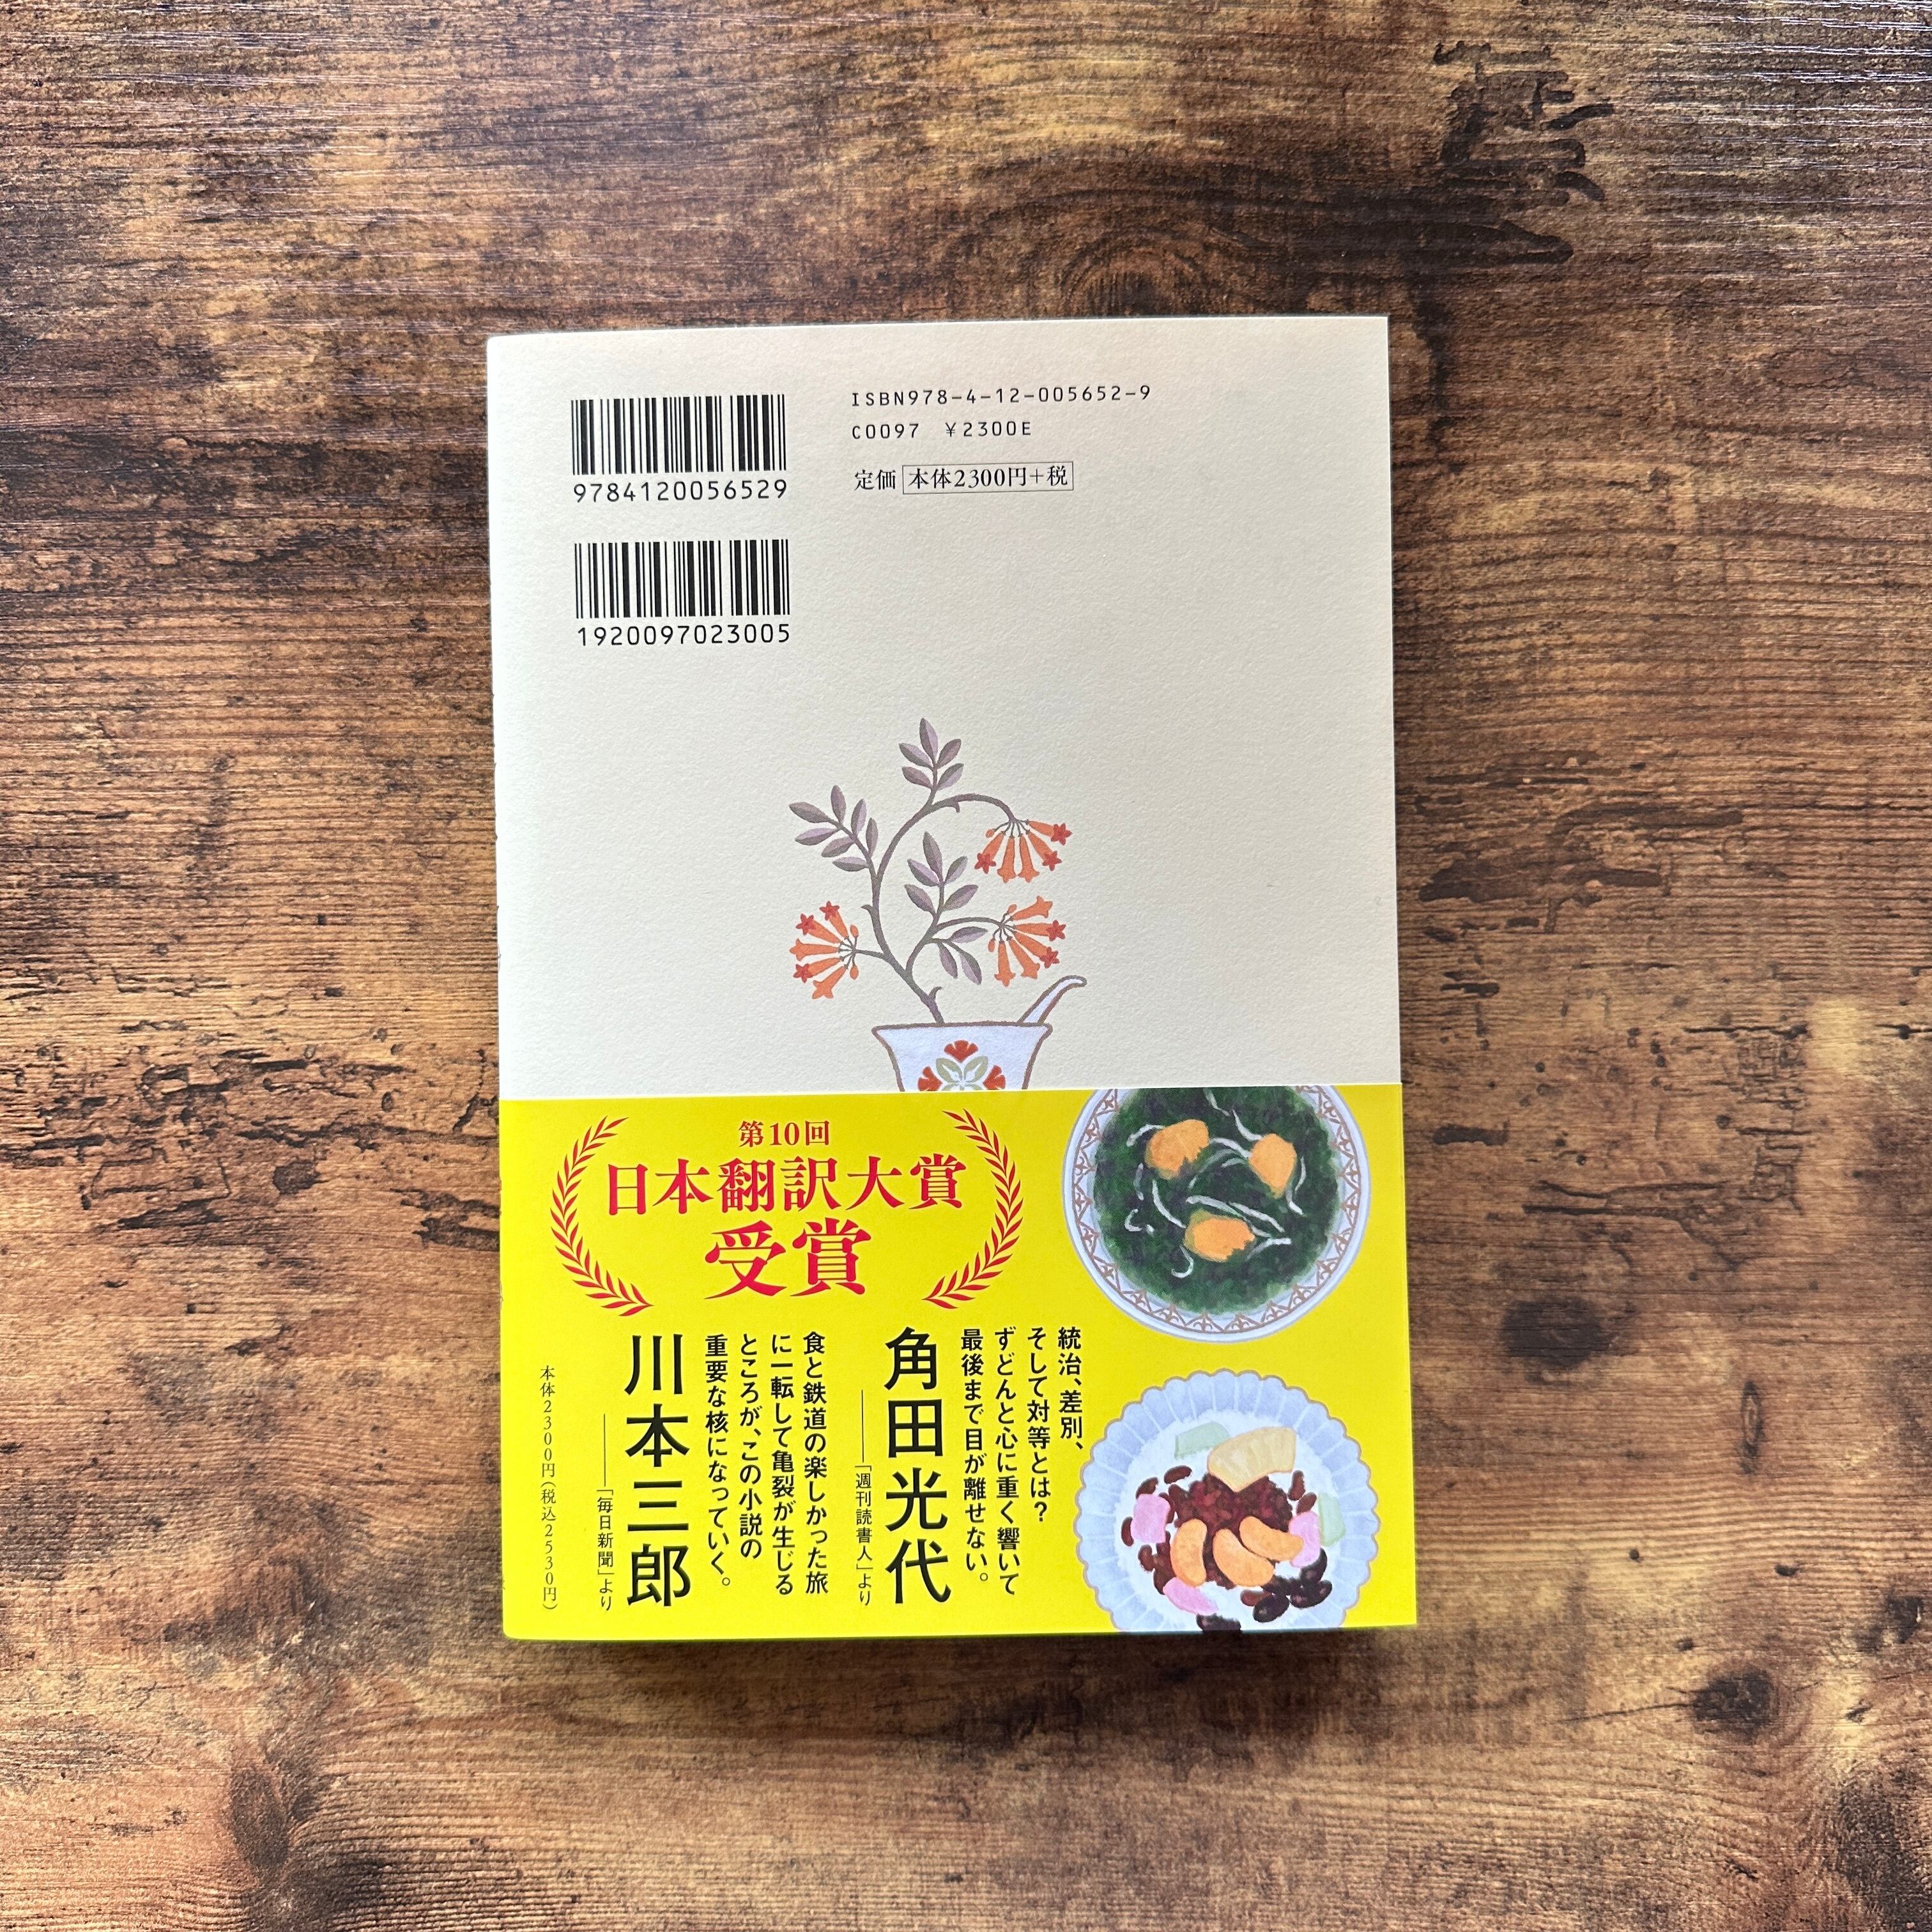 9784120056529
1920097023005
ISBN978-4-12-005652-9
C0097 ¥2300E
定価 本体2300円+税
第10回
日本翻訳大賞
受賞
統治、差別、
そして対等とは?
ずどんと心に重く響いて
最後まで目が離せない。
角田光代
──「週刊読書人」より
食と鉄道の楽しかった旅
に一転して亀裂が生じる
ところが、この小説の
重要な核になっていく。
川本三郎
──「毎日新聞」より
本体2300円(税込2530円)